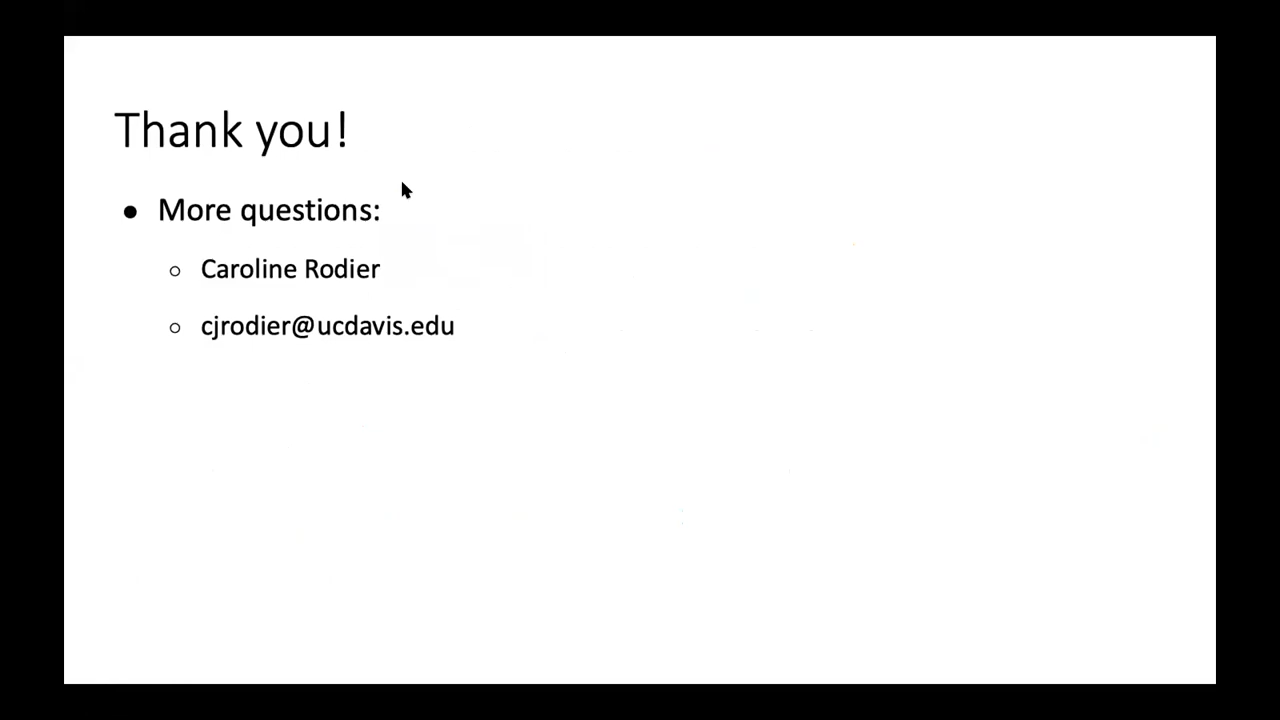 Thank you!
● More questions:
○ Caroline Rodier
○ cjrodier@ucdavis.edu